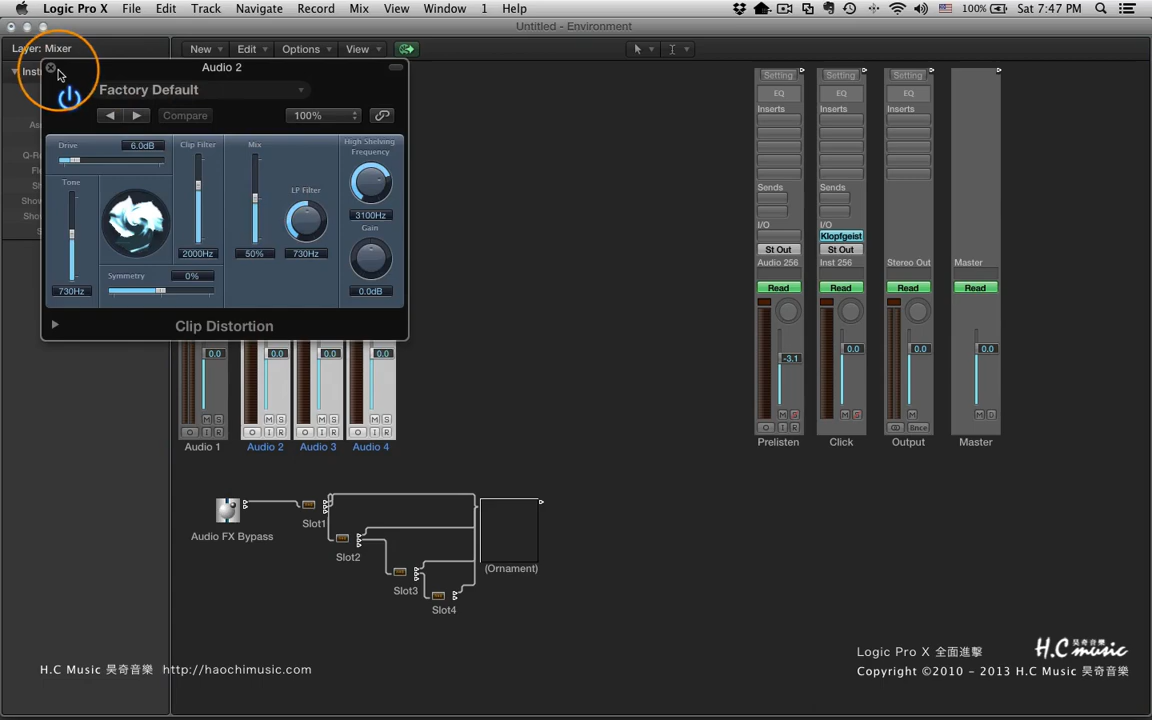 Logic Pro X File Edit Track Navigate Record Mix View Window 1 Help 100% Sat 7:47 PM
Untitled - Environment
Layer: Mixer New Edit Options View
Audio 2
Factory Default
Compare 100%
Drive 6.0dB Clip Filter Mix High Shelving
Frequency
Tone LP Filter
3100Hz
Gain
2000Hz 50% 730Hz
Symmetry 0%
730Hz 0.0dB
Clip Distortion
Setting Setting
EQ EQ
Inserts Inserts
Sends Sends
I/O I/O
Klopfgeist
St Out St Out
Audio 256 Inst 256 Stereo Out Master
Read Read Read Read
0.0 0.0 0.0 0.0 -3.1 0.0 0.0 0.0
M S M S M S M S M S M S M M D
I R I R I R I R I R Bnce
Audio 1 Audio 2 Audio 3 Audio 4 Prelisten Click Output Master
Audio FX Bypass
Slot1
Slot2
Slot3
Slot4
(Ornament)
H.C Music 昊奇音樂 http://haochimusic.com
Logic Pro X 全面進擊
H.C music 昊奇音樂
Copyright ©2010 – 2013 H.C Music 昊奇音樂